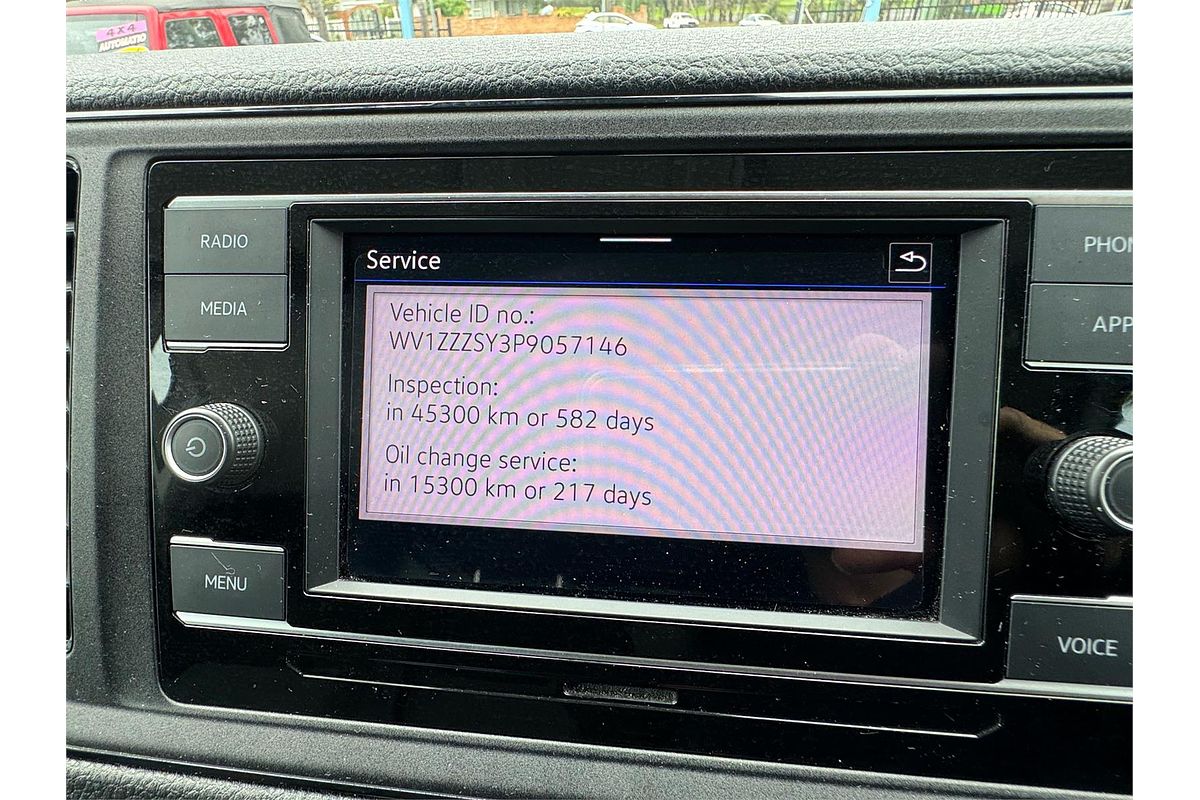 4x4
AUTOMATIC
RADIO
MEDIA
MENU
Service
Vehicle ID no.:
WV1ZZZSY3P9057146
Inspection:
in 45300 km or 582 days
Oil change service:
in 15300 km or 217 days
VOICE